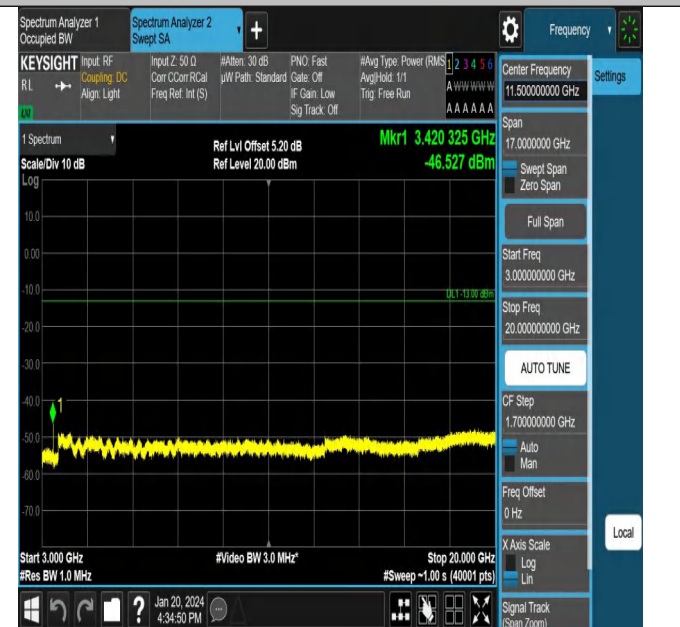 Spectrum Analyzer 1
Occupied BW
Spectrum Analyzer 2
Swept SA
+
Frequency
KEYSIGHT
RL
Input: RF
Coupling: DC
Align: Light
Input Z: 50 Ω
Corr CCorr RCal
Freq Ref: Int (S)
#Atten: 30 dB
µW Path: Standard
PNO: Fast
Gate: Off
IF Gain: Low
Sig Track: Off
#Avg Type: Power (RMS
Avg|Hold: 1/1
Trig: Free Run
1 2 3 4 5 6
A W W W W W
A A A A A A
1 Spectrum
Scale/Div 10 dB
Ref Lvl Offset 5.20 dB
Ref Level 20.00 dBm
Mkr1 3.420 325 GHz
-46.527 dBm
Log
10.0
0.00
-10.0
-20.0
-30.0
-40.0
-50.0
-60.0
-70.0
DL1 -13.00 dBm
1
Start 3.000 GHz
#Res BW 1.0 MHz
#Video BW 3.0 MHz*
Stop 20.000 GHz
#Sweep ~1.00 s (40001 pts)
Center Frequency
11.500000000 GHz
Settings
Span
17.0000000 GHz
Swept Span
Zero Span
Full Span
Start Freq
3.000000000 GHz
Stop Freq
20.000000000 GHz
AUTO TUNE
CF Step
1.700000000 GHz
Auto
Man
Freq Offset
0 Hz
X Axis Scale
Log
Lin
Local
Signal Track
(Span Zoom)
?
Jan 20, 2024
4:34:50 PM